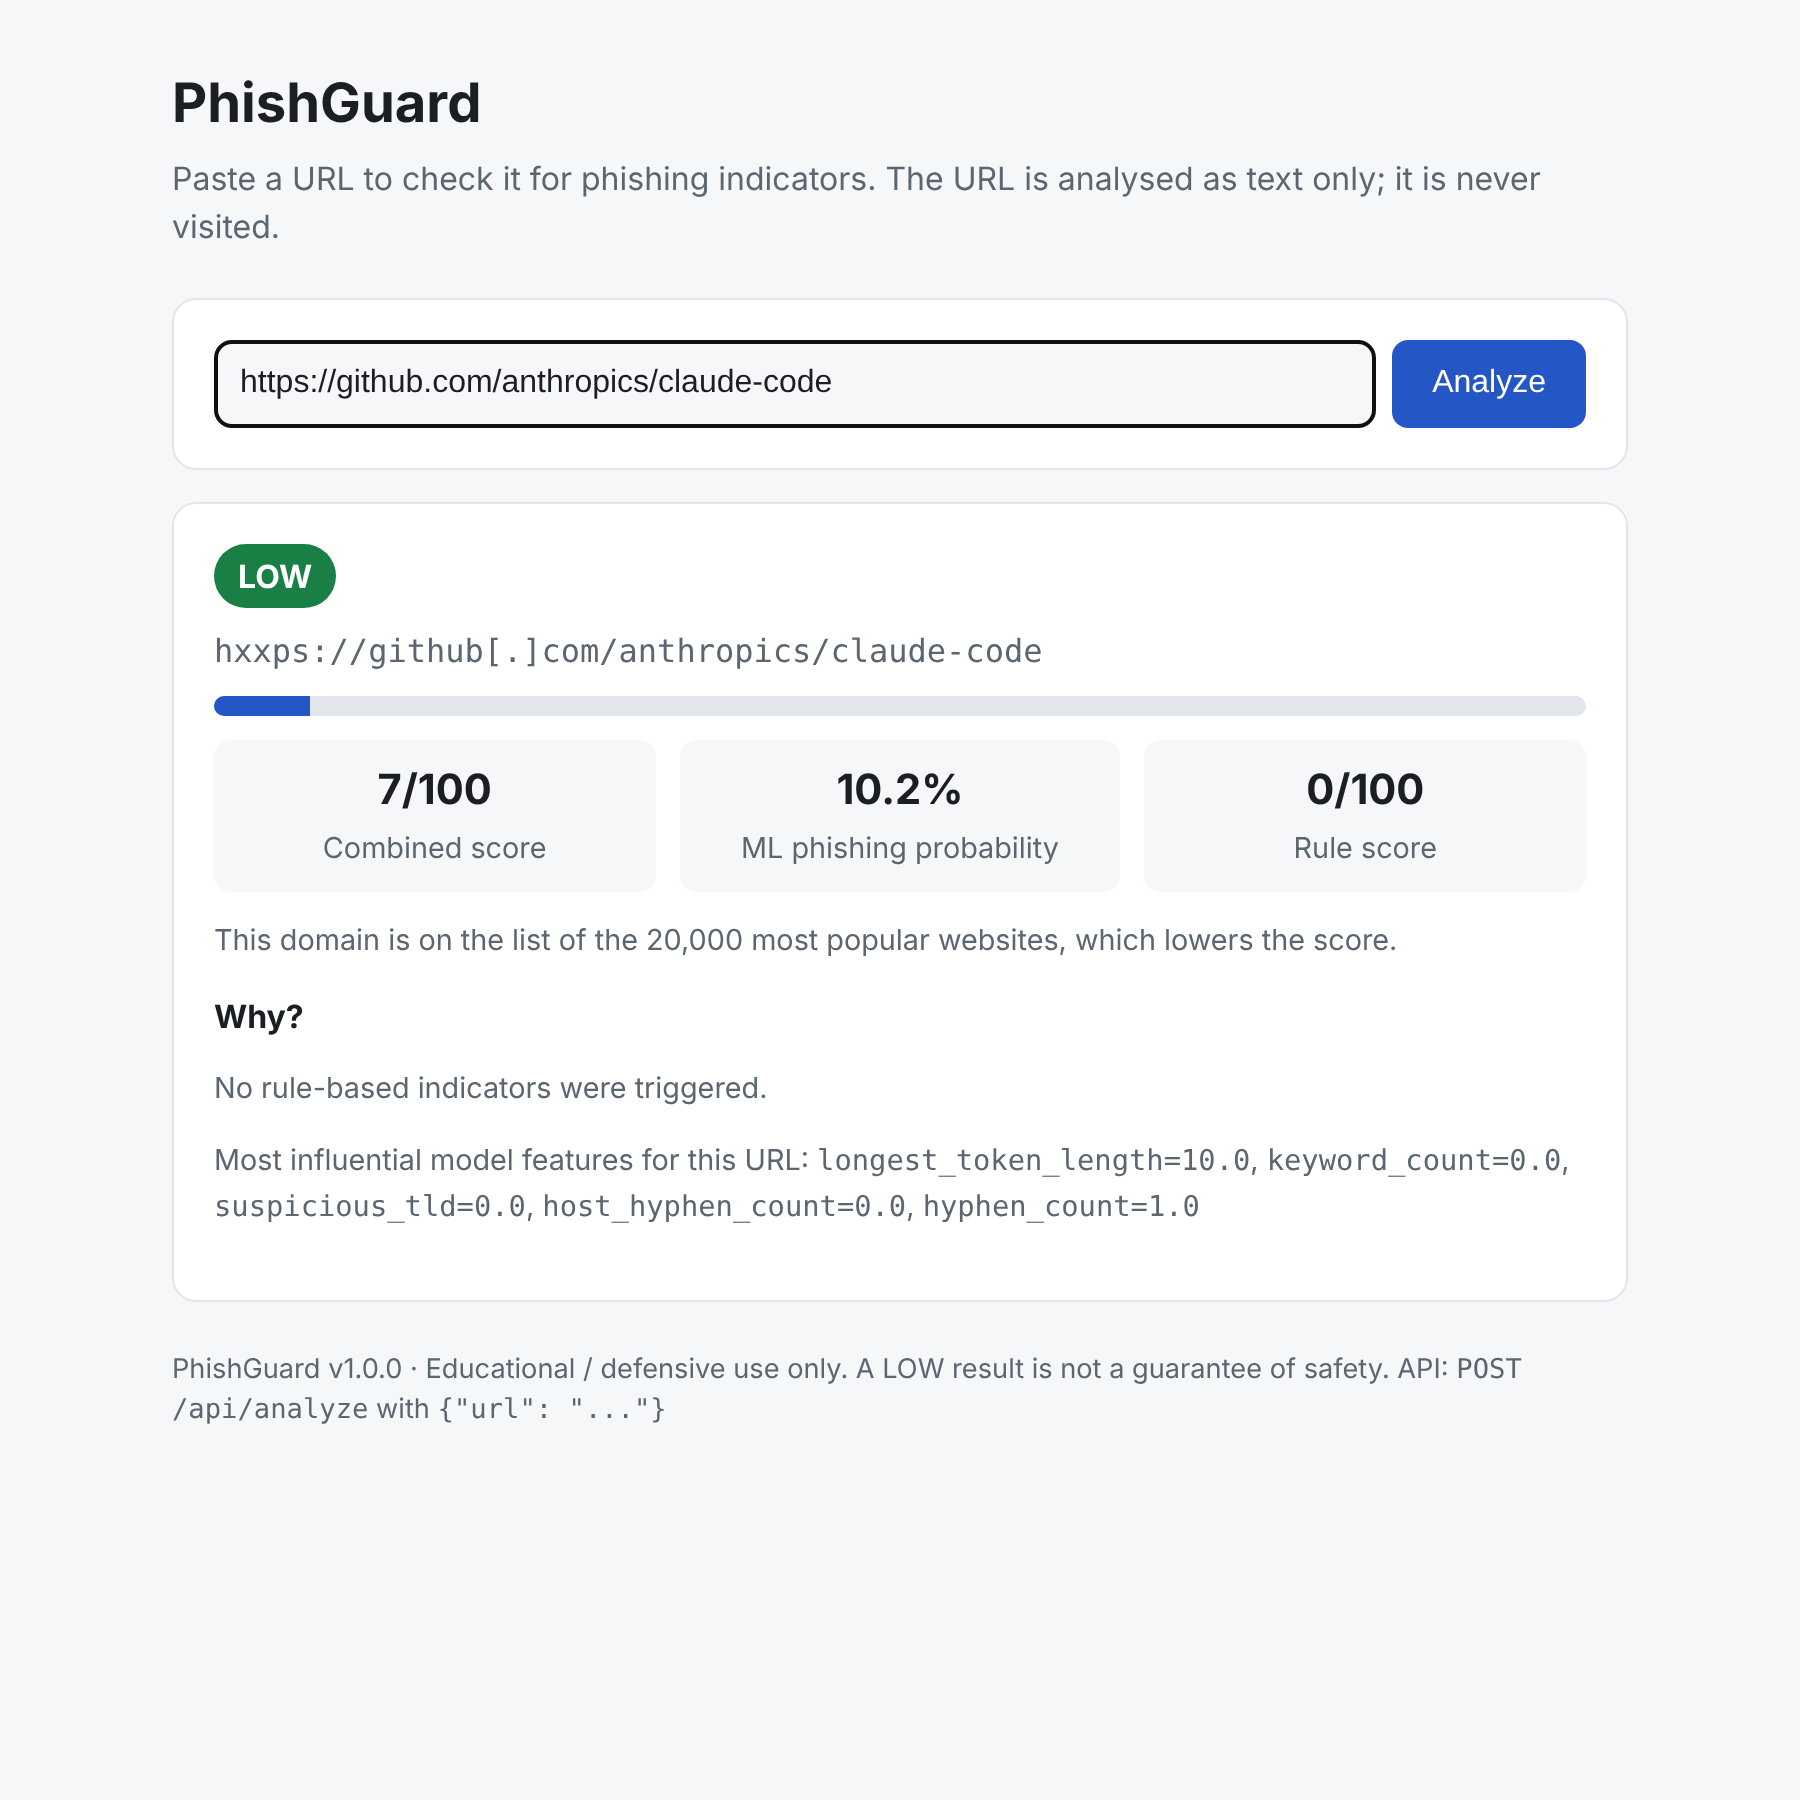 PhishGuard
Paste a URL to check it for phishing indicators. The URL is analysed as text only; it is never
visited.
https://github.com/anthropics/claude-code
Analyze
LOW
hxxps://github[.]com/anthropics/claude-code
7/100
Combined score
10.2%
ML phishing probability
0/100
Rule score
This domain is on the list of the 20,000 most popular websites, which lowers the score.
Why?
No rule-based indicators were triggered.
Most influential model features for this URL: longest_token_length=10.0, keyword_count=0.0,
suspicious_tld=0.0, host_hyphen_count=0.0, hyphen_count=1.0
PhishGuard v1.0.0 · Educational / defensive use only. A LOW result is not a guarantee of safety. API: POST
/api/analyze with {"url": "..."}